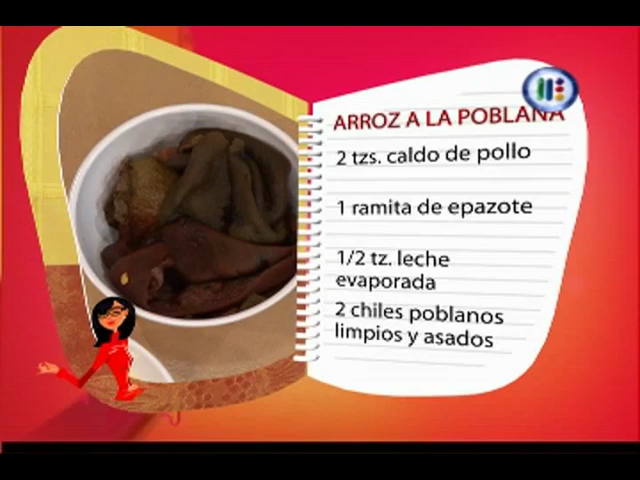 ARROZ A LA POBLANA
2 tzs. caldo de pollo
1 ramita de epazote
1/2 tz. leche
evaporada
2 chiles poblanos
limpios y asados